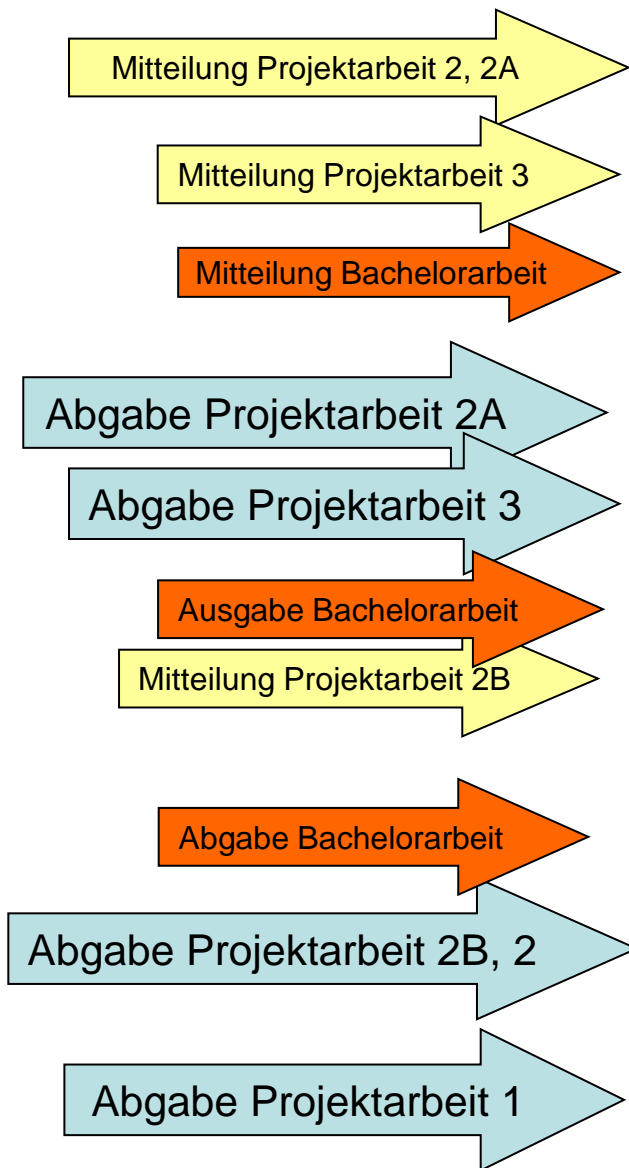 Mitteilung Projektarbeit 2, 2A
Mitteilung Projektarbeit 3
Mitteilung Bachelorarbeit
Abgabe Projektarbeit 2A
Abgabe Projektarbeit 3
Ausgabe Bachelorarbeit
Mitteilung Projektarbeit 2B
Abgabe Bachelorarbeit
Abgabe Projektarbeit 2B, 2
Abgabe Projektarbeit 1